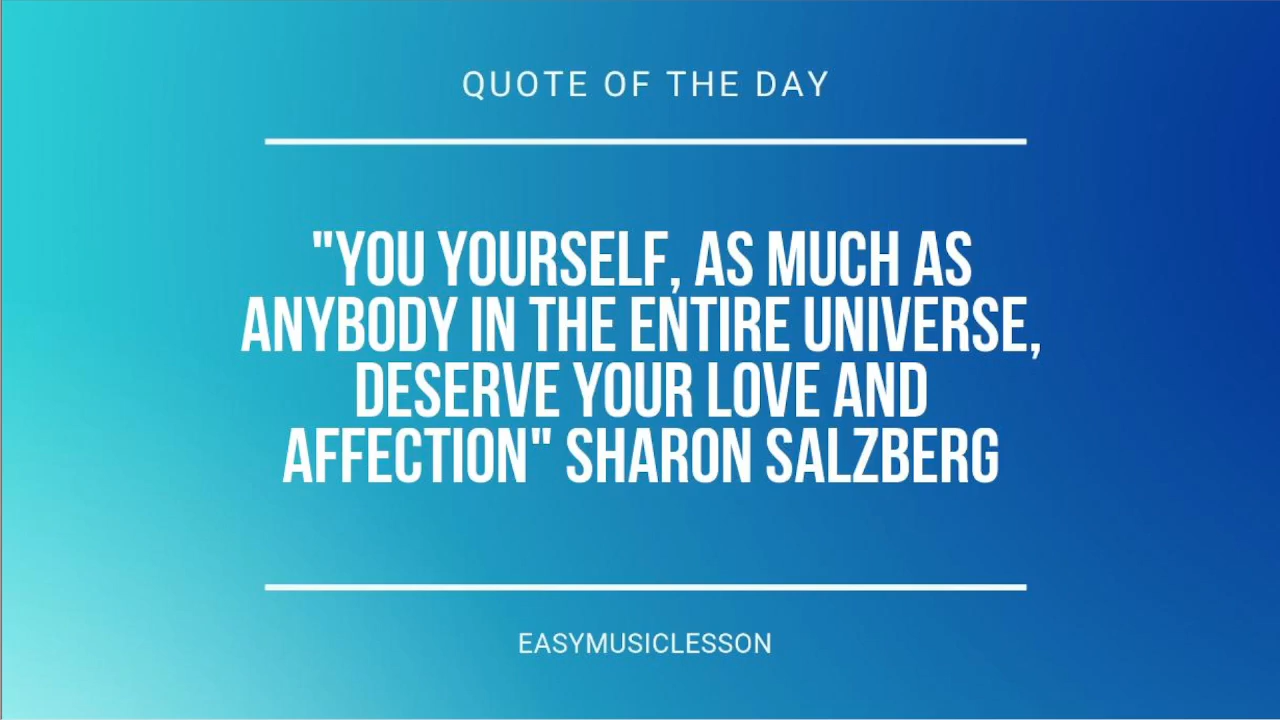 QUOTE OF THE DAY
"YOU YOURSELF, AS MUCH AS
ANYBODY IN THE ENTIRE UNIVERSE,
DESERVE YOUR LOVE AND
AFFECTION" SHARON SALZBERG
EASYMUSICLESSON